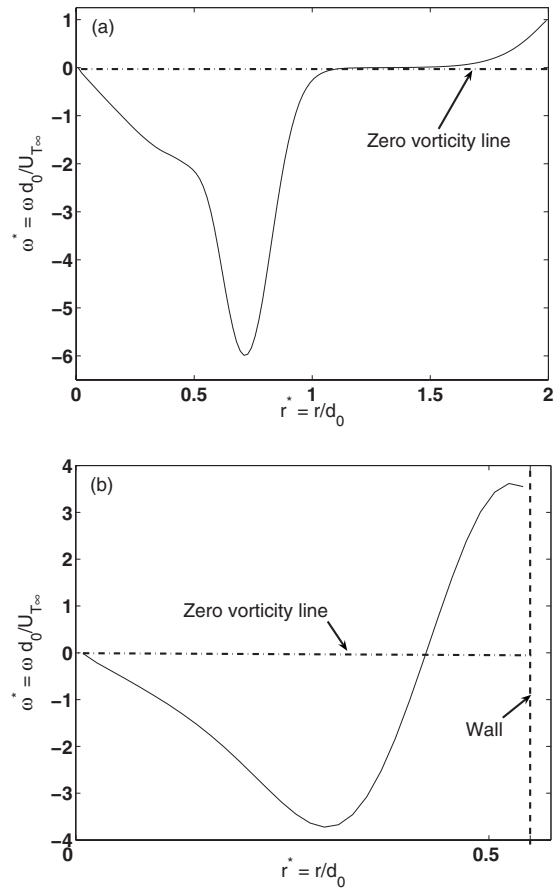 (a)
1
0
-1
-2
-3
-4
-5
-6
ω* = ω d₀/U_T∞
Zero vorticity line
0 0.5 1 1.5 2
r* = r/d₀
(b)
4
3
2
1
0
-1
-2
-3
-4
ω* = ω d₀/U_T∞
Zero vorticity line
Wall
0 0.5
r* = r/d₀